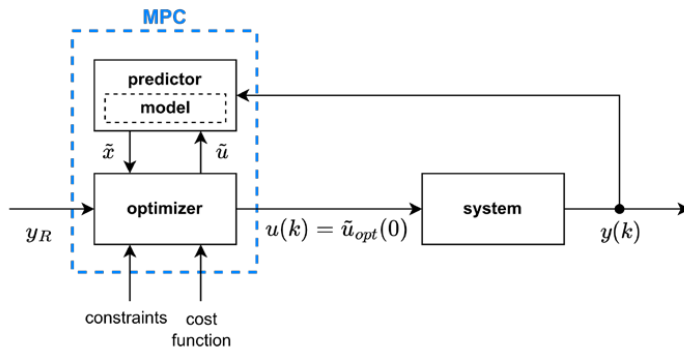 MPC
predictor
model
x̃
ũ
optimizer
system
y_R
u(k) = ũ_opt(0)
y(k)
constraints
cost
function